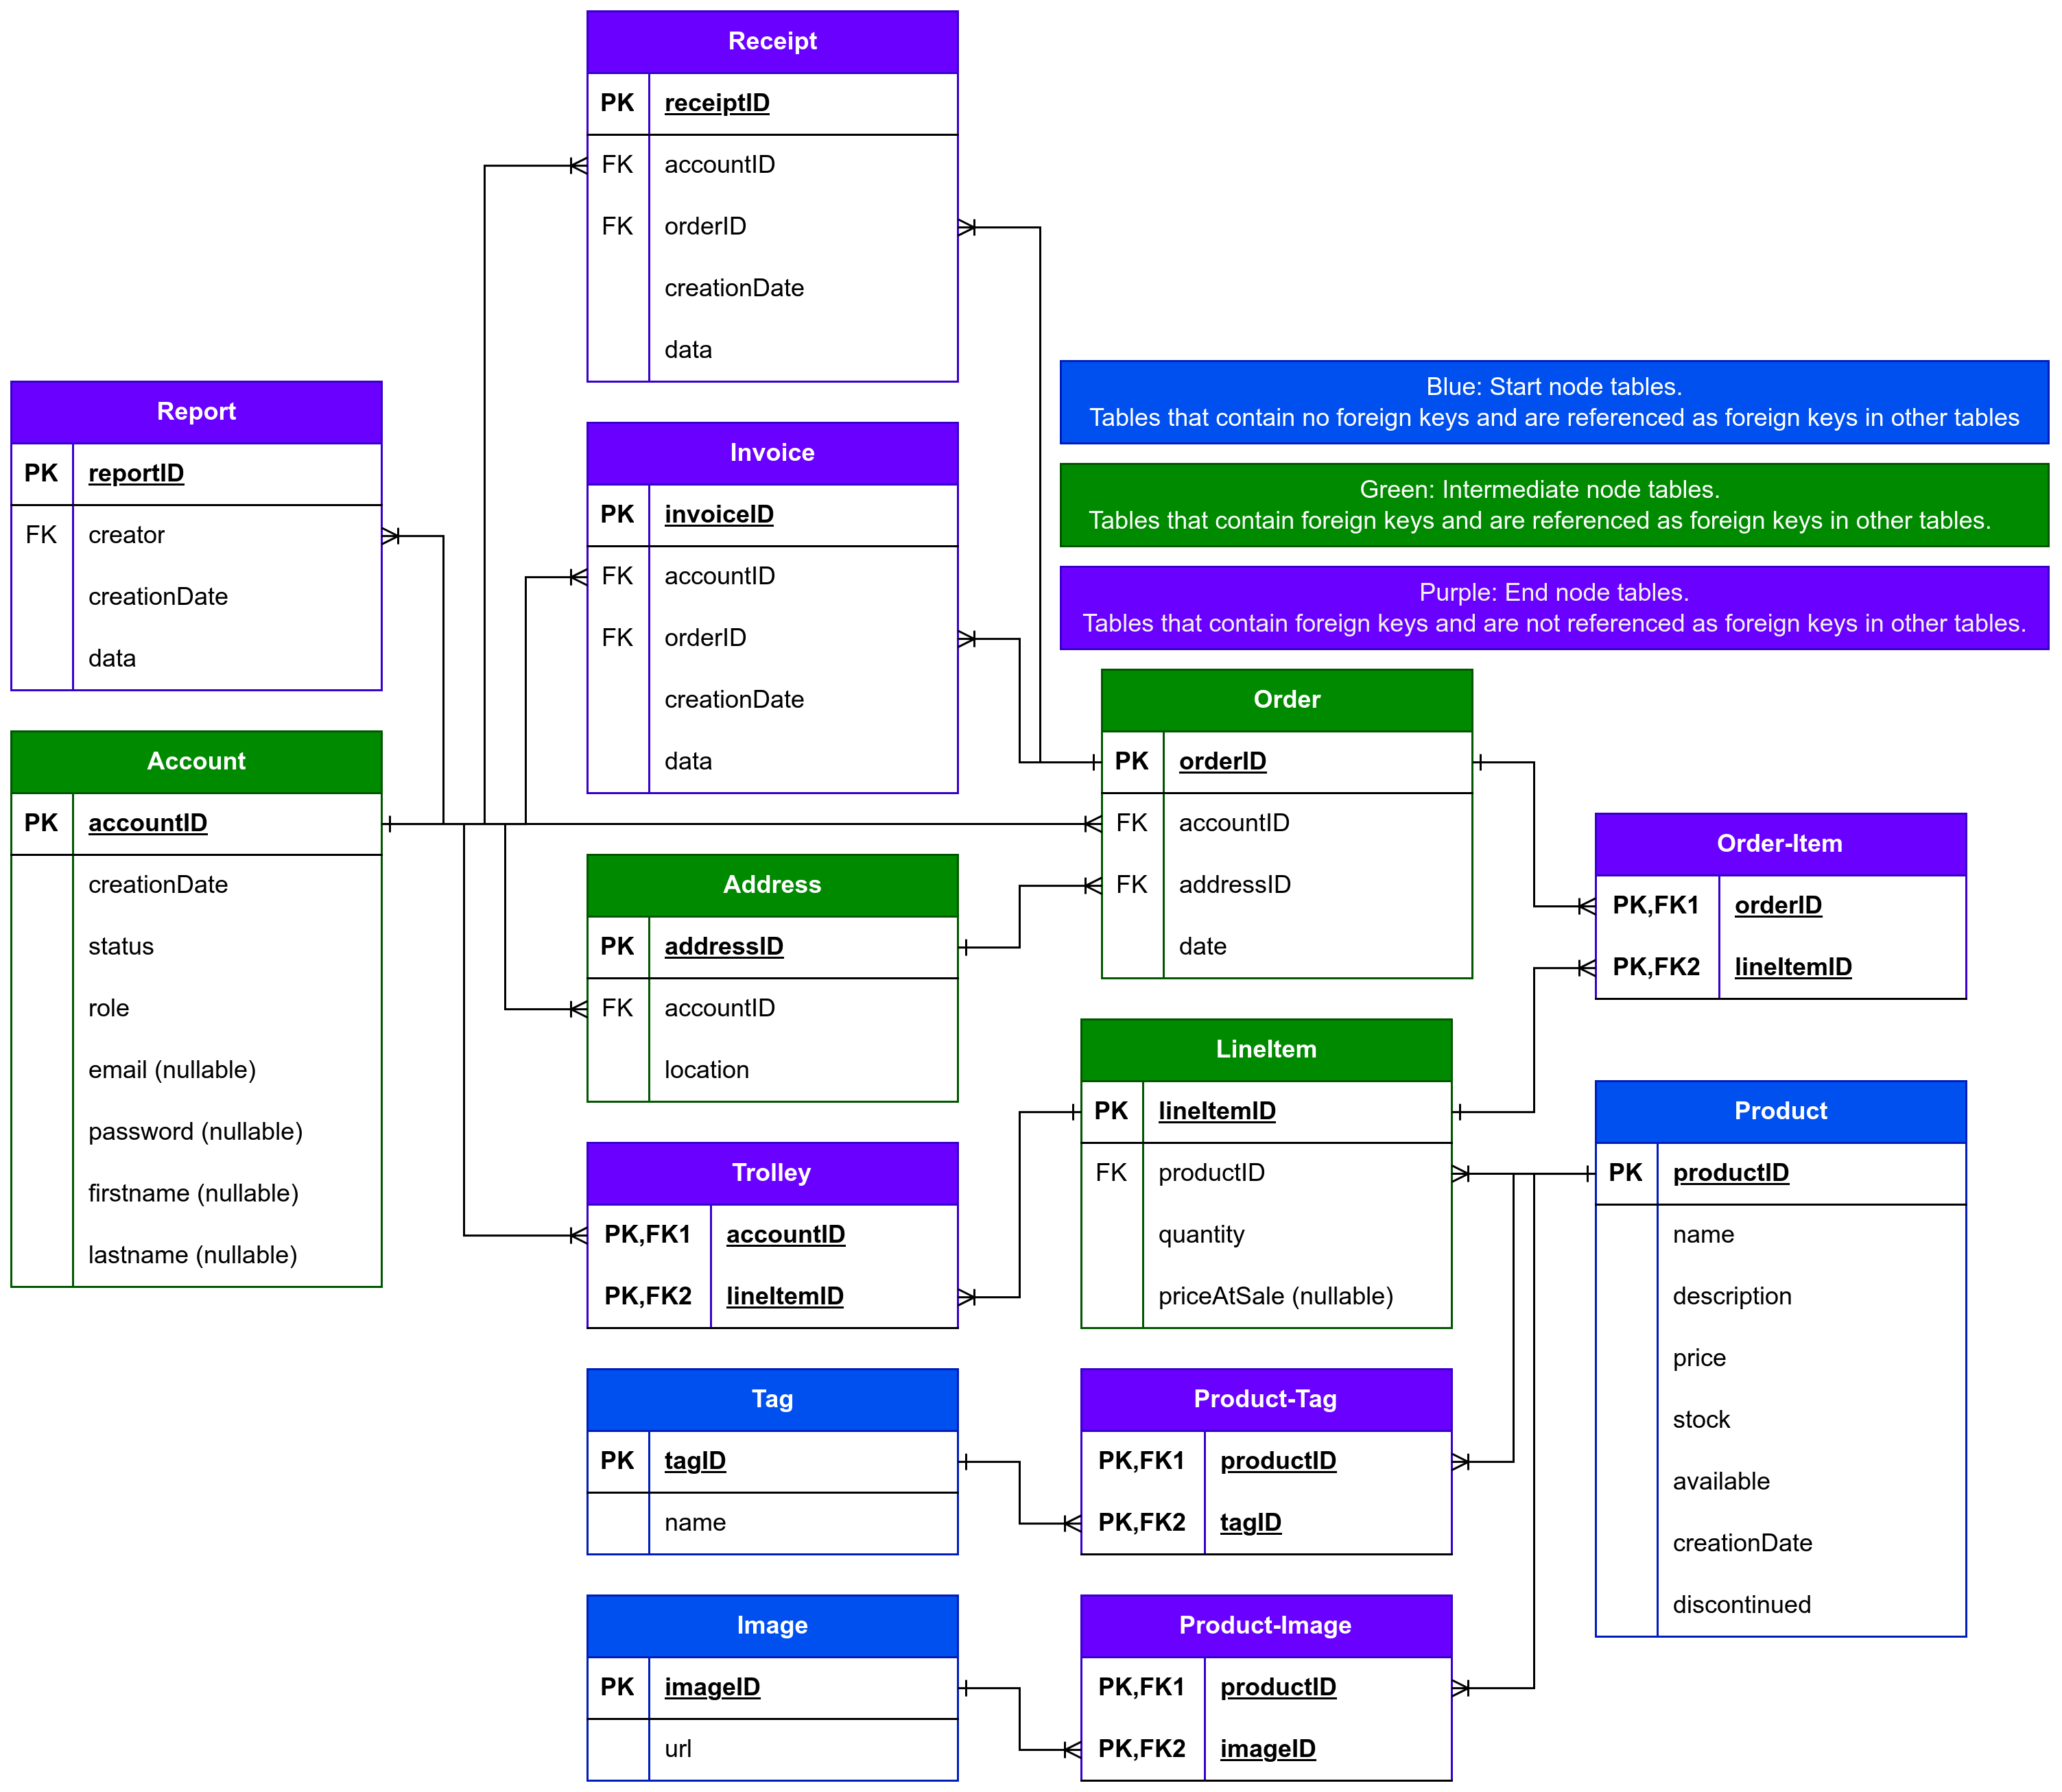 Receipt
PK receiptID
FK accountID
FK orderID
creationDate
data
Report
PK reportID
FK creator
creationDate
data
Invoice
PK invoiceID
FK accountID
FK orderID
creationDate
data
Blue: Start node tables.
Tables that contain no foreign keys and are referenced as foreign keys in other tables
Green: Intermediate node tables.
Tables that contain foreign keys and are referenced as foreign keys in other tables.
Purple: End node tables.
Tables that contain foreign keys and are not referenced as foreign keys in other tables.
Account
PK accountID
creationDate
status
role
email (nullable)
password (nullable)
firstname (nullable)
lastname (nullable)
Address
PK addressID
FK accountID
location
Order
PK orderID
FK accountID
FK addressID
date
Order-Item
PK,FK1 orderID
PK,FK2 lineItemID
Trolley
PK,FK1 accountID
PK,FK2 lineItemID
LineItem
PK lineItemID
FK productID
quantity
priceAtSale (nullable)
Product
PK productID
name
description
price
stock
available
creationDate
discontinued
Tag
PK tagID
name
Product-Tag
PK,FK1 productID
PK,FK2 tagID
Image
PK imageID
url
Product-Image
PK,FK1 productID
PK,FK2 imageID